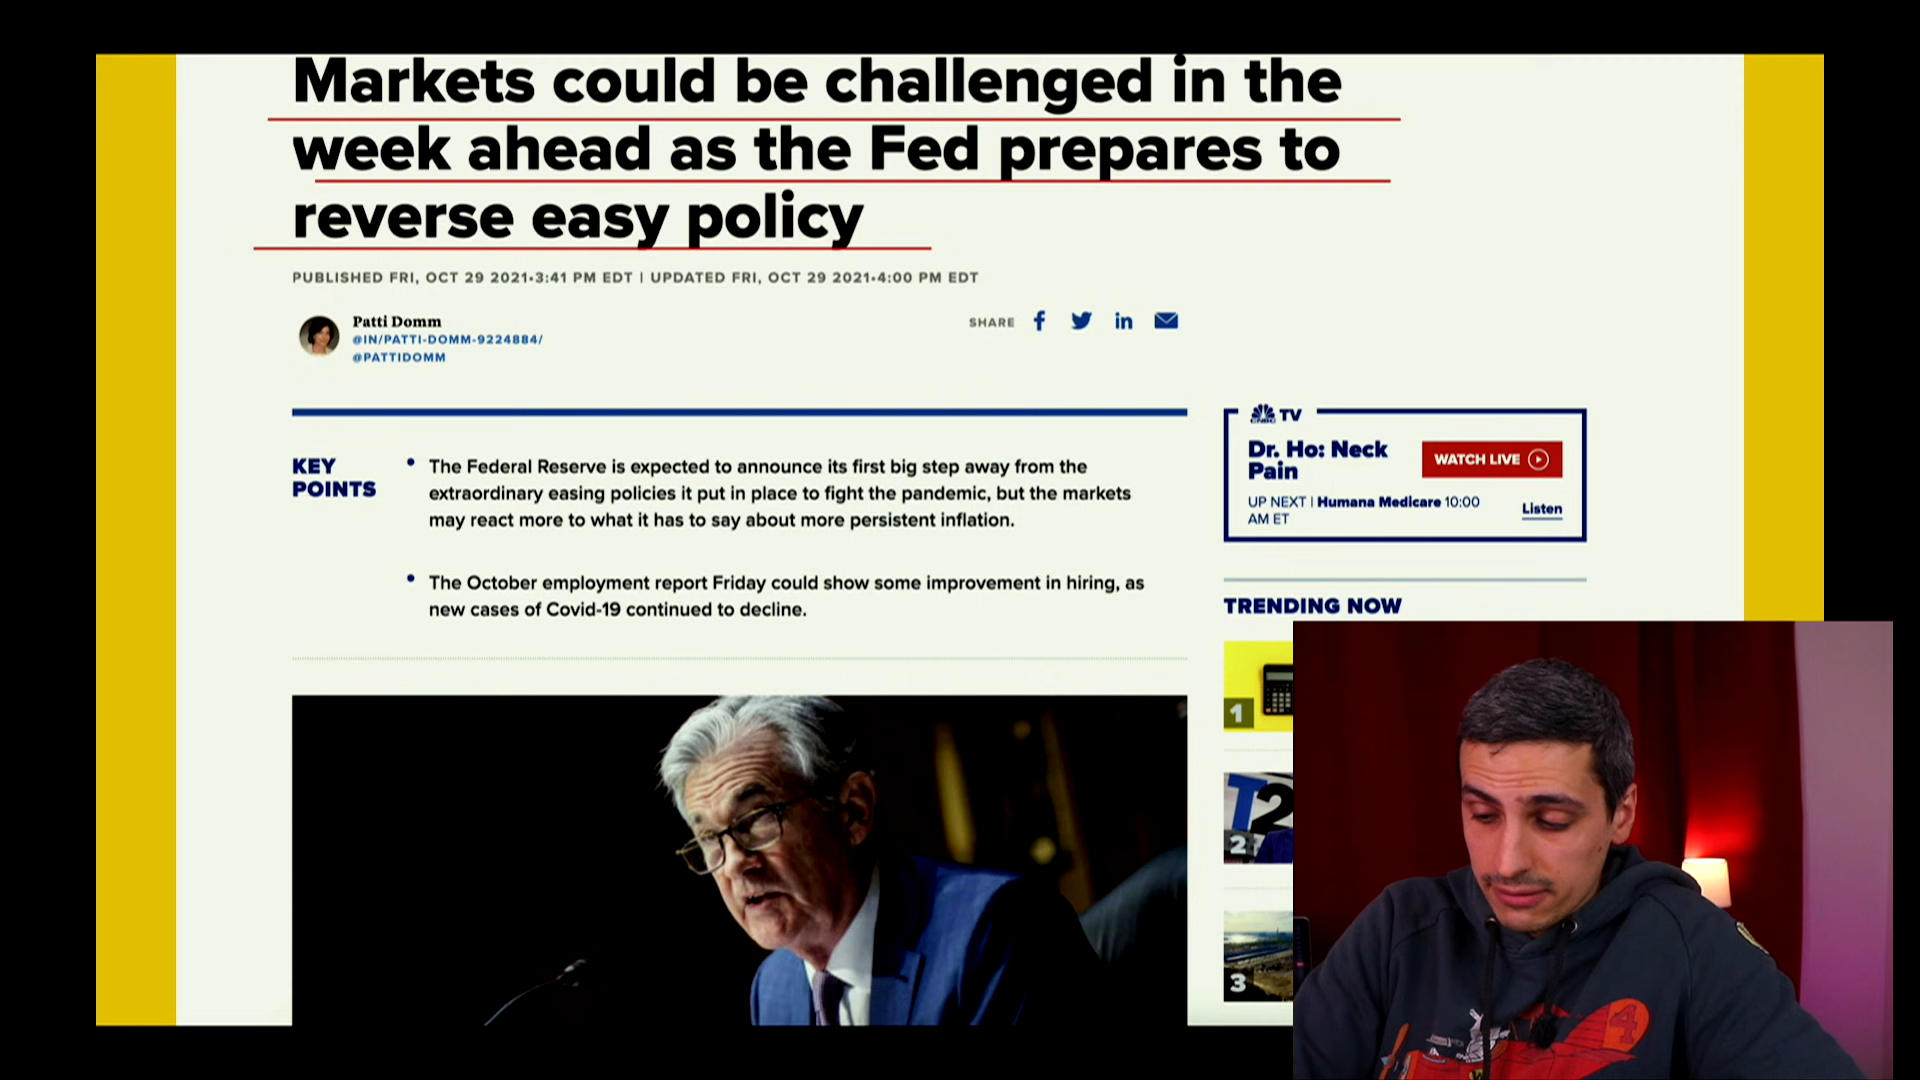 Markets could be challenged in the
week ahead as the Fed prepares to
reverse easy policy
PUBLISHED FRI, OCT 29 2021•3:41 PM EDT | UPDATED FRI, OCT 29 2021•4:00 PM EDT
Patti Domm
@IN/PATTI-DOMM-9224884/
@PATTIDOMM
SHARE
KEY
POINTS
• The Federal Reserve is expected to announce its first big step away from the
extraordinary easing policies it put in place to fight the pandemic, but the markets
may react more to what it has to say about more persistent inflation.
• The October employment report Friday could show some improvement in hiring, as
new cases of Covid-19 continued to decline.
CNBC TV
Dr. Ho: Neck
Pain
WATCH LIVE
UP NEXT | Humana Medicare 10:00
AM ET
Listen
TRENDING NOW
1
T2
2
3
4